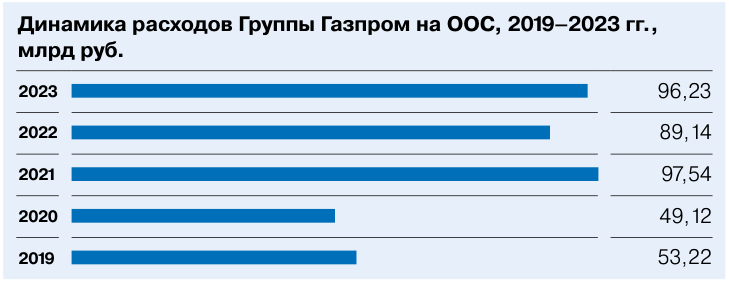 Динамика расходов Группы Газпром на ООС, 2019–2023 гг.,
млрд руб.
2023 96,23
2022 89,14
2021 97,54
2020 49,12
2019 53,22